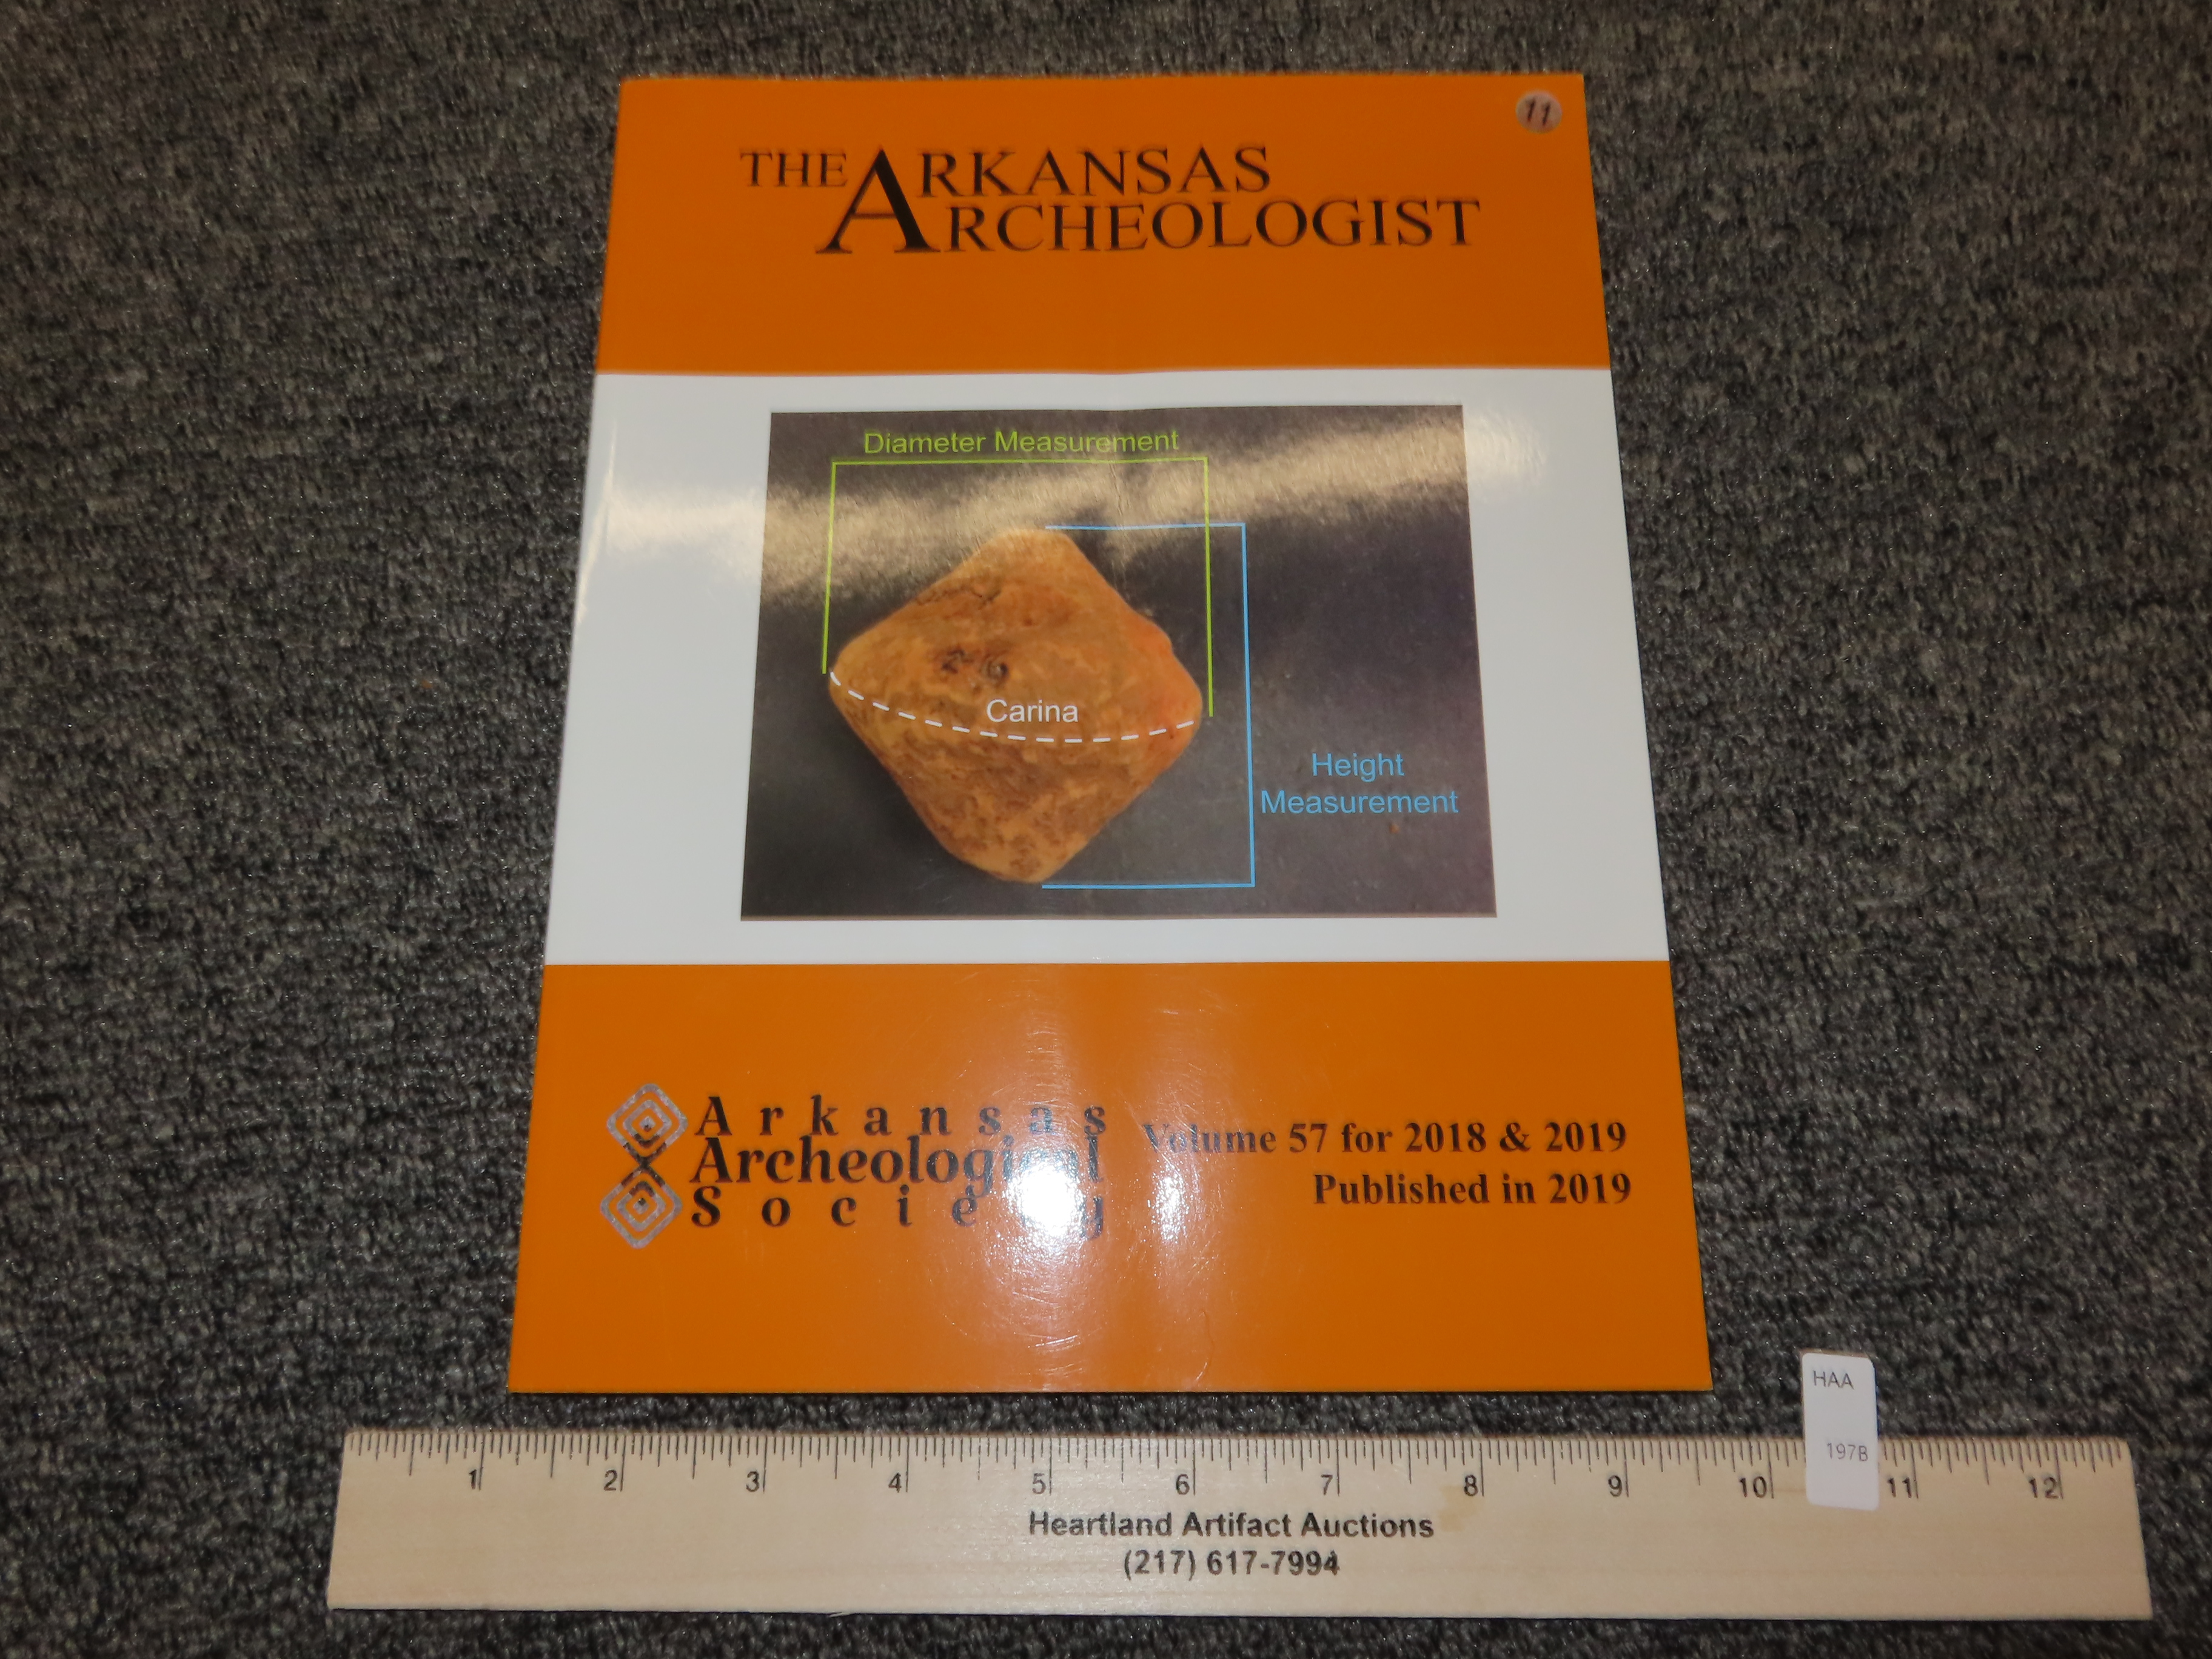 11
THE ARKANSAS
ARCHEOLOGIST
Diameter Measurement
Carina
Height
Measurement
Arkansas
Archeological
Society
Volume 57 for 2018 & 2019
Published in 2019
HAA
197B
1 2 3 4 5 6 7 8 9 10 11 12
Heartland Artifact Auctions
(217) 617-7994